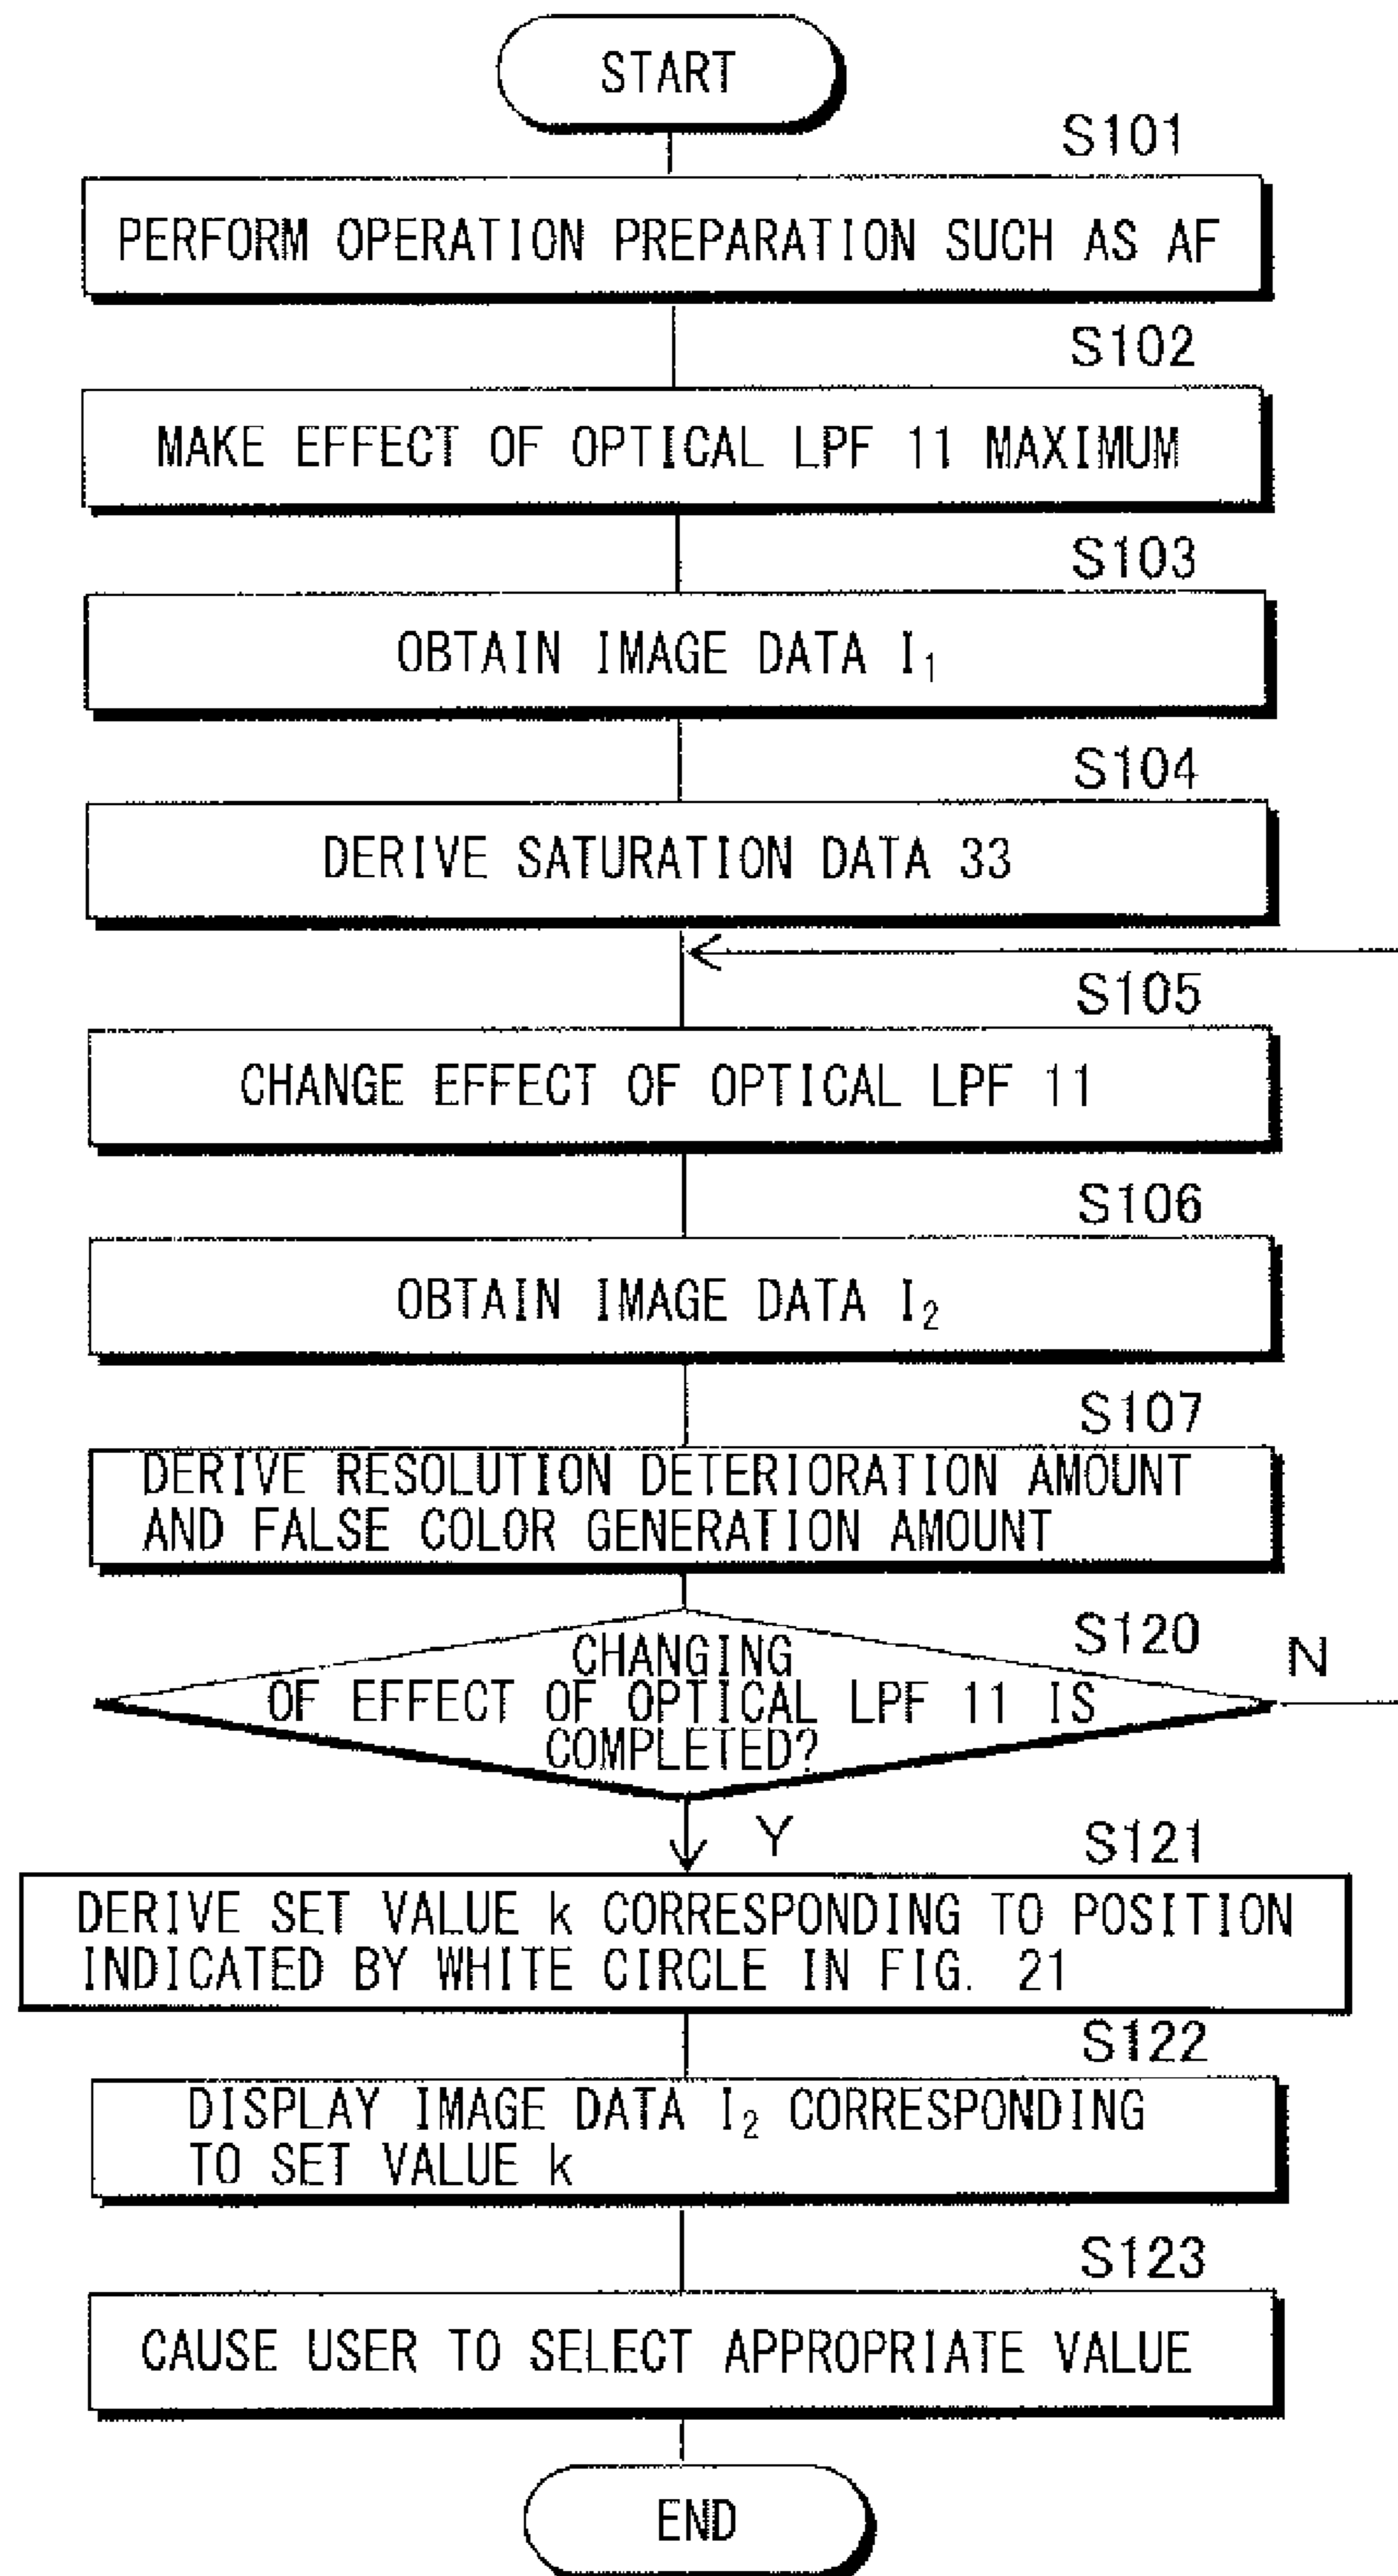 START
S101
PERFORM OPERATION PREPARATION SUCH AS AF
S102
MAKE EFFECT OF OPTICAL LPF 11 MAXIMUM
S103
OBTAIN IMAGE DATA I₁
S104
DERIVE SATURATION DATA 33
S105
CHANGE EFFECT OF OPTICAL LPF 11
S106
OBTAIN IMAGE DATA I₂
S107
DERIVE RESOLUTION DETERIORATION AMOUNT
AND FALSE COLOR GENERATION AMOUNT
S120
N
CHANGING
OF EFFECT OF OPTICAL LPF 11 IS
COMPLETED?
Y
S121
DERIVE SET VALUE k CORRESPONDING TO POSITION
INDICATED BY WHITE CIRCLE IN FIG. 21
S122
DISPLAY IMAGE DATA I₂ CORRESPONDING
TO SET VALUE k
S123
CAUSE USER TO SELECT APPROPRIATE VALUE
END